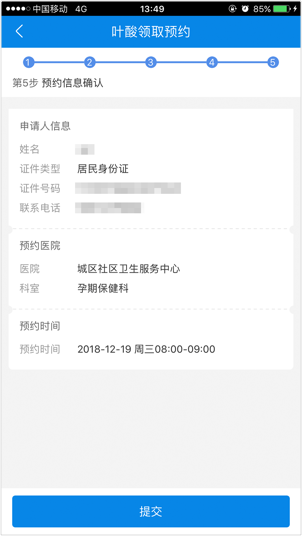 中国移动 4G 13:49 85%
叶酸领取预约
1 2 3 4 5
第5步 预约信息确认
申请人信息
姓名
证件类型 居民身份证
证件号码
联系电话
预约医院
医院 城区社区卫生服务中心
科室 孕期保健科
预约时间
预约时间 2018-12-19 周三08:00-09:00
提交